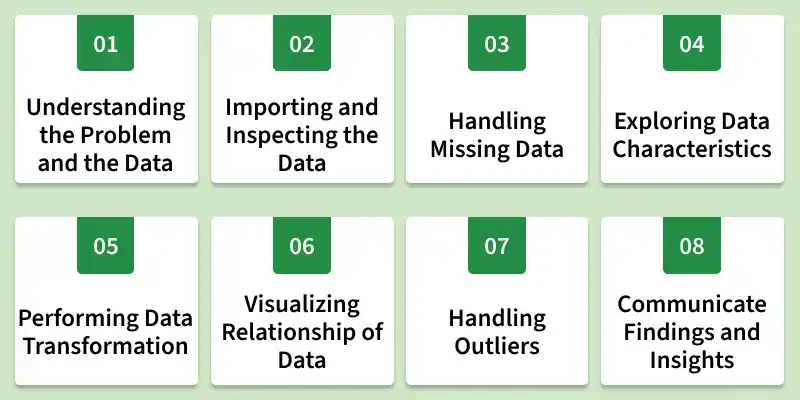 01
Understanding
the Problem
and the Data
02
Importing and
Inspecting the
Data
03
Handling
Missing Data
04
Exploring Data
Characteristics
05
Performing Data
Transformation
06
Visualizing
Relationship of
Data
07
Handling
Outliers
08
Communicate
Findings and
Insights